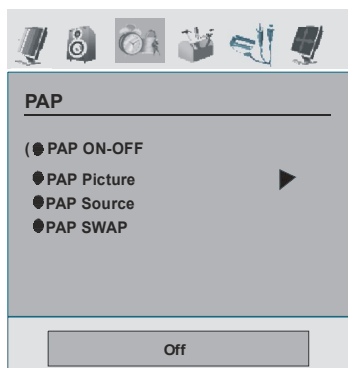 PAP
( ● PAP ON-OFF
● PAP Picture
● PAP Source
● PAP SWAP
Off